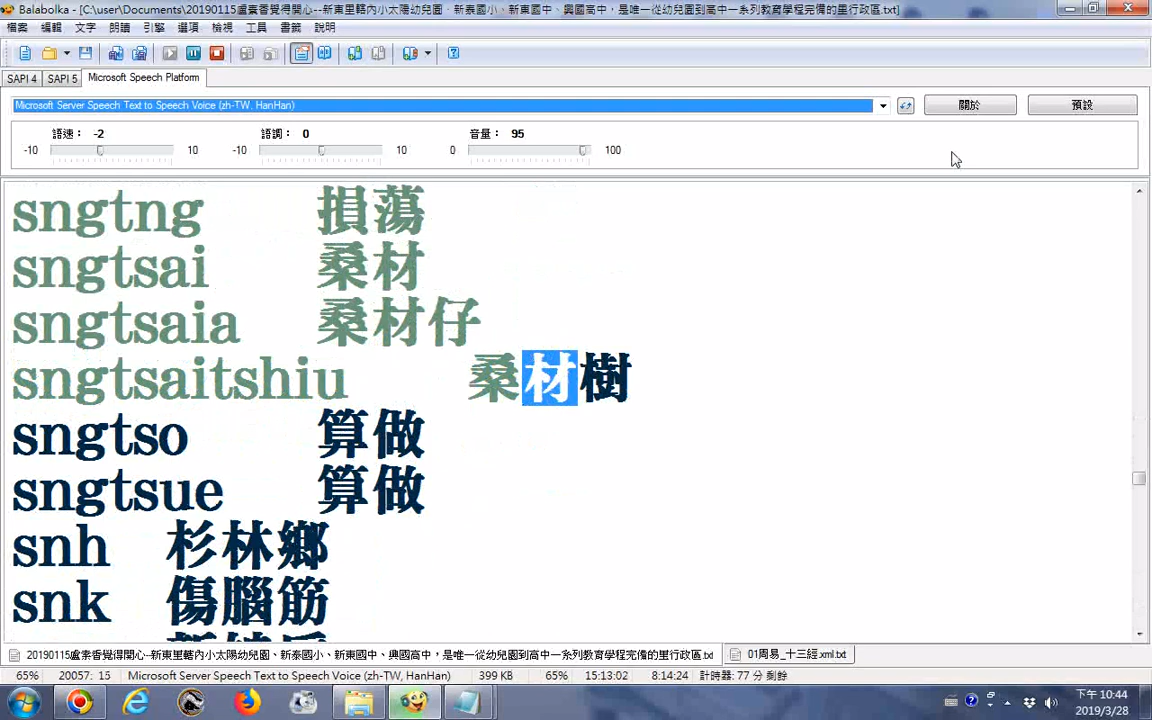 Balabolka - [C:\user\Documents\20190115盧素香覺得開心--新東里轄內小太陽幼兒園、新泰國小、新東國中、興國高中，是唯一從幼兒園到高中一系列教育學程完備的里行政區.txt]
檔案 編輯 文字 朗讀 引擎 選項 檢視 工具 書籤 說明
SAPI 4 SAPI 5 Microsoft Speech Platform
Microsoft Server Speech Text to Speech Voice (zh-TW, HanHan) 關於 預設
語速： -2 語調： 0 音量： 95
-10 10 -10 10 0 100
sngtng 損蕩
sngtsai 桑材
sngtsaia 桑材仔
sngtsaitshiu 桑材樹
sngtso 算做
sngtsue 算做
snh 杉林鄉
snk 傷腦筋
20190115盧素香覺得開心--新東里轄內小太陽幼兒園、新泰國小、新東國中、興國高中，是唯一從幼兒園到高中一系列教育學程完備的里行政區.txt 01周易_十三經.txt
65% 20057: 13 Microsoft Server Speech Text to Speech Voice (zh-TW, HanHan) 399 KB 65% 15:13:02 8:14:24 計時器: 77 分 剩餘
下午 10:44
2019/3/28